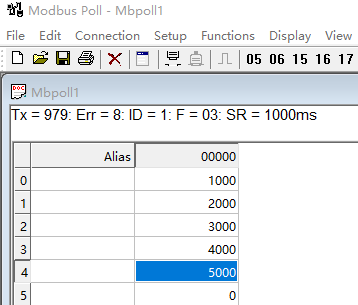 Modbus Poll - Mbpoll1
File Edit Connection Setup Functions Display View
05 06 15 16 17
Mbpoll1
Tx = 979: Err = 8: ID = 1: F = 03: SR = 1000ms
Alias 00000
0 1000
1 2000
2 3000
3 4000
4 5000
5 0